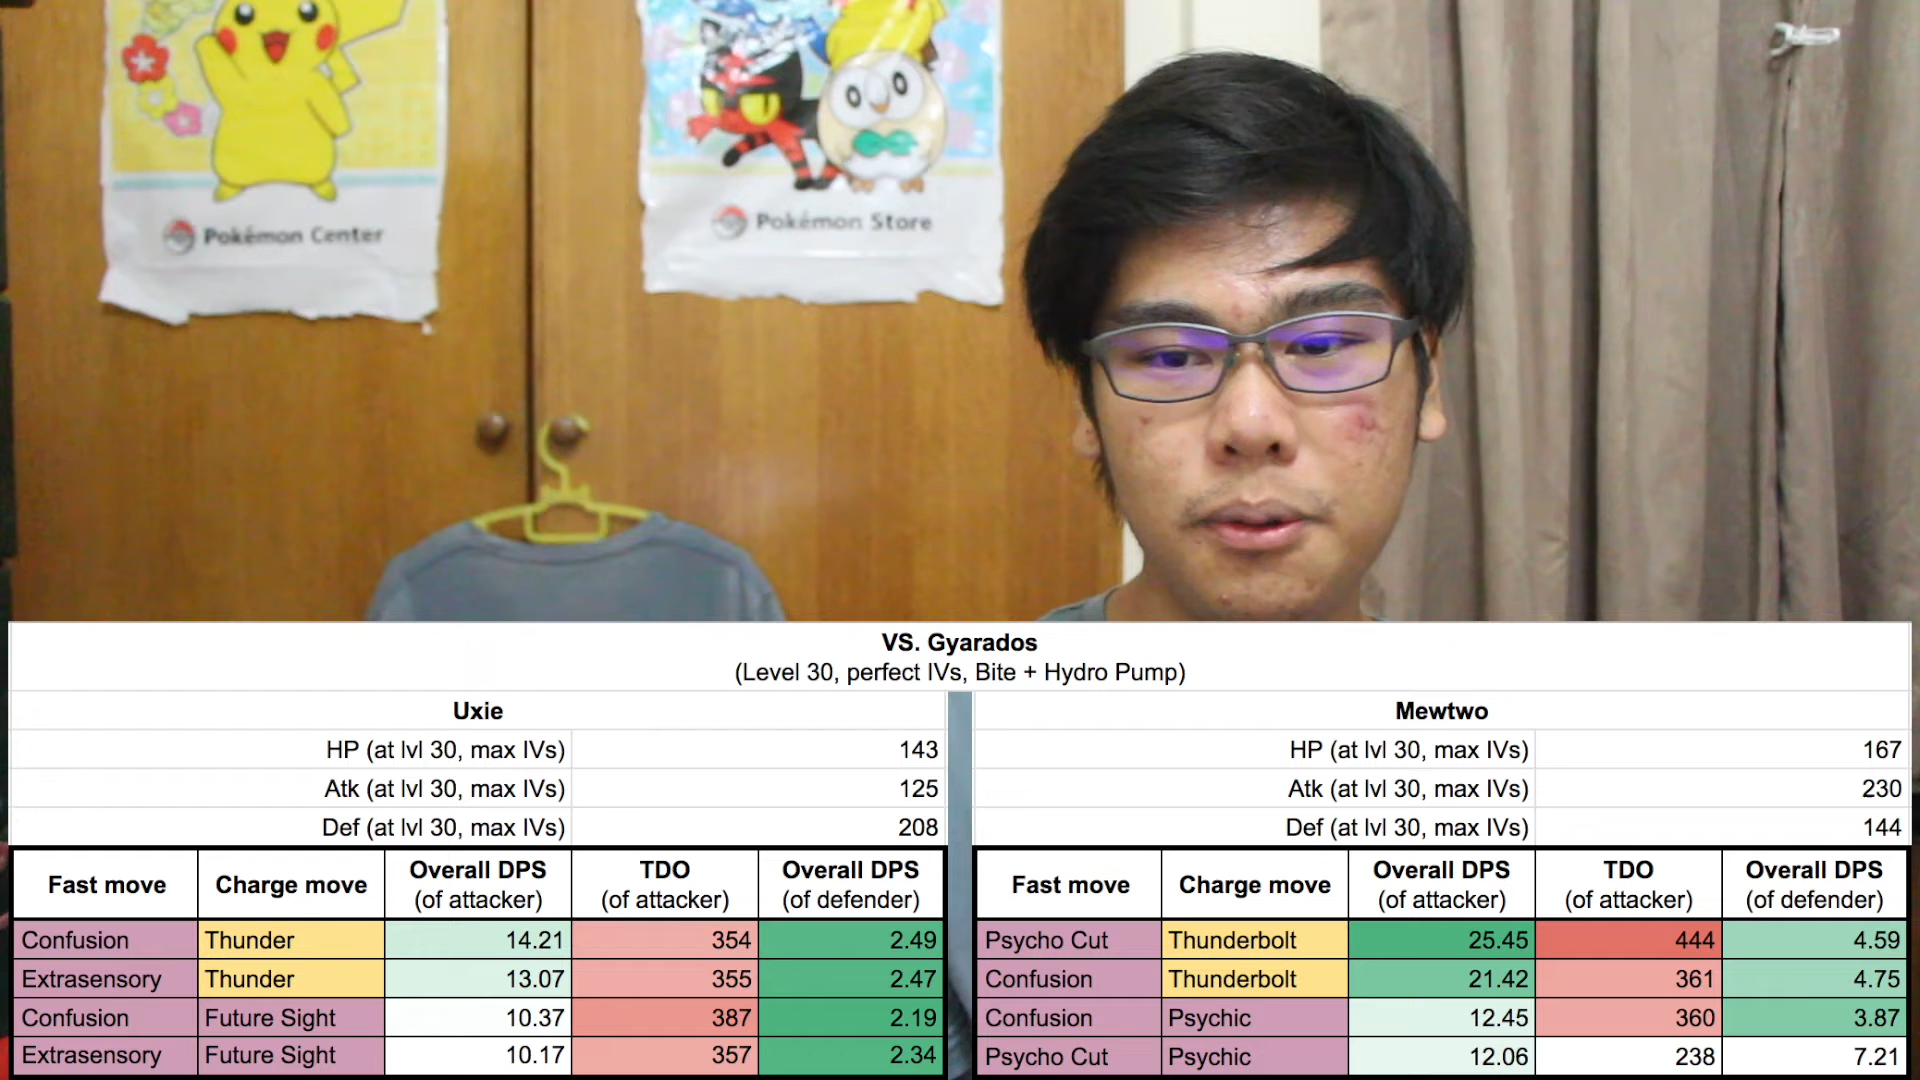 Pokémon Center
Pokémon Store
VS. Gyarados
(Level 30, perfect IVs, Bite + Hydro Pump)
Uxie
HP (at lvl 30, max IVs) 143
Atk (at lvl 30, max IVs) 125
Def (at lvl 30, max IVs) 208
Fast move Charge move Overall DPS (of attacker) TDO (of attacker) Overall DPS (of defender)
Confusion Thunder 14.21 354 2.49
Extrasensory Thunder 13.07 355 2.47
Confusion Future Sight 10.37 387 2.19
Extrasensory Future Sight 10.17 357 2.34
Mewtwo
HP (at lvl 30, max IVs) 167
Atk (at lvl 30, max IVs) 230
Def (at lvl 30, max IVs) 144
Fast move Charge move Overall DPS (of attacker) TDO (of attacker) Overall DPS (of defender)
Psycho Cut Thunderbolt 25.45 444 4.59
Confusion Thunderbolt 21.42 361 4.75
Confusion Psychic 12.45 360 3.87
Psycho Cut Psychic 12.06 238 7.21